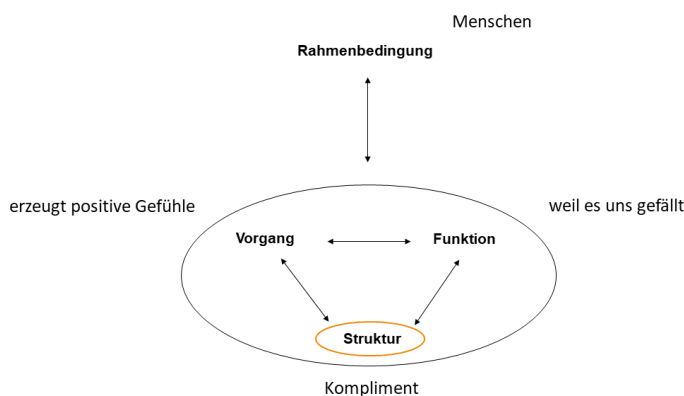 Menschen
Rahmenbedingung
erzeugt positive Gefühle
weil es uns gefällt
Vorgang
Funktion
Struktur
Kompliment